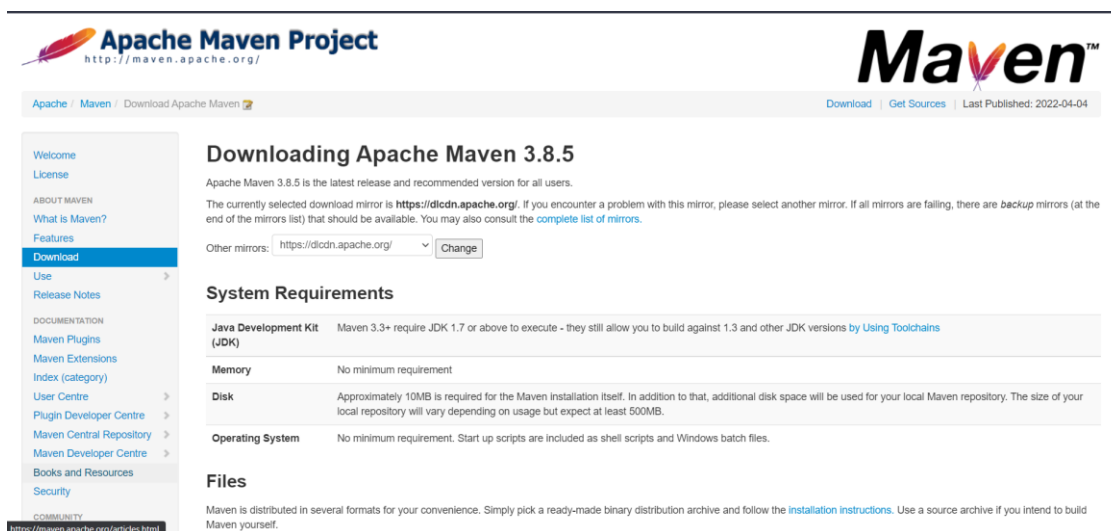 Apache Maven Project
http://maven.apache.org/
Maven™
Apache / Maven / Download Apache Maven
Download | Get Sources | Last Published: 2022-04-04
Welcome
License
ABOUT MAVEN
What is Maven?
Features
Download
Use
Release Notes
DOCUMENTATION
Maven Plugins
Maven Extensions
Index (category)
User Centre
Plugin Developer Centre
Maven Central Repository
Maven Developer Centre
Books and Resources
Security
COMMUNITY
https://maven.apache.org/articles.html
Downloading Apache Maven 3.8.5
Apache Maven 3.8.5 is the latest release and recommended version for all users.
The currently selected download mirror is https://dlcdn.apache.org/. If you encounter a problem with this mirror, please select another mirror. If all mirrors are failing, there are backup mirrors (at the
end of the mirrors list) that should be available. You may also consult the complete list of mirrors.
Other mirrors: https://dlcdn.apache.org/ Change
System Requirements
Java Development Kit Maven 3.3+ require JDK 1.7 or above to execute - they still allow you to build against 1.3 and other JDK versions by Using Toolchains
(JDK)
Memory No minimum requirement
Disk Approximately 10MB is required for the Maven installation itself. In addition to that, additional disk space will be used for your local Maven repository. The size of your
local repository will vary depending on usage but expect at least 500MB.
Operating System No minimum requirement. Start up scripts are included as shell scripts and Windows batch files.
Files
Maven is distributed in several formats for your convenience. Simply pick a ready-made binary distribution archive and follow the installation instructions. Use a source archive if you intend to build
Maven yourself.